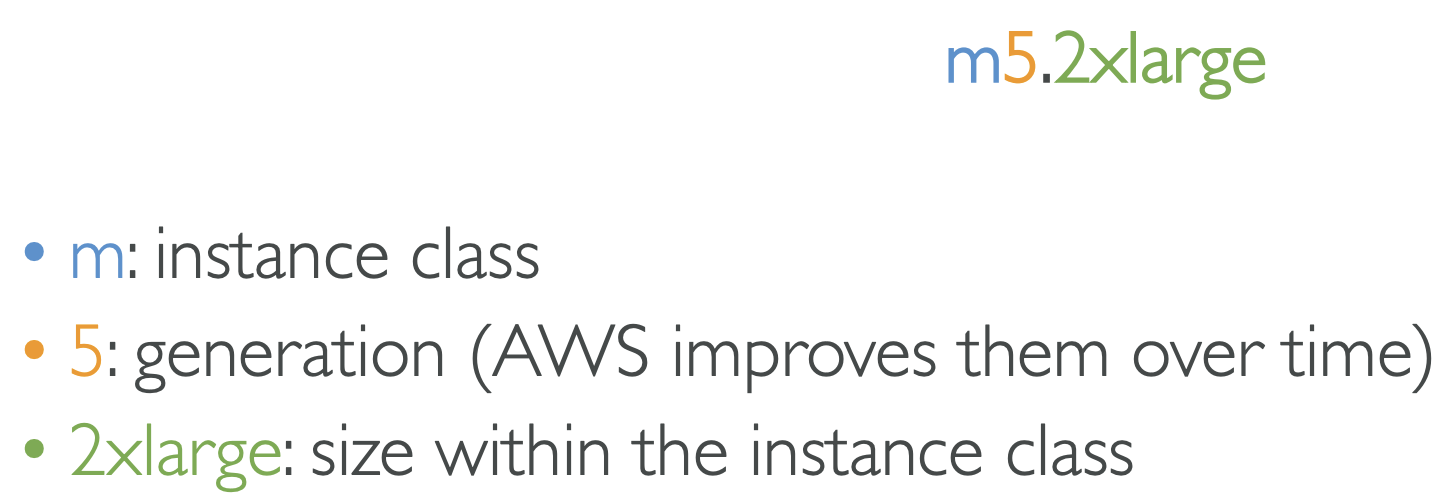 m5.2xlarge
• m: instance class
• 5: generation (AWS improves them over time)
• 2xlarge: size within the instance class